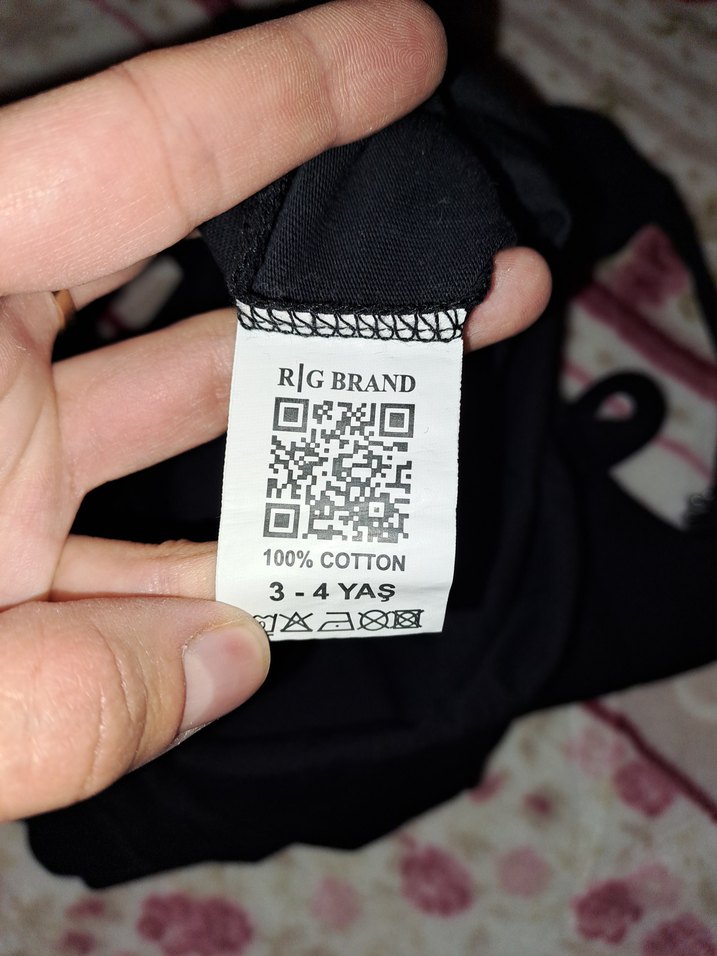 R|G BRAND
100% COTTON
3 - 4 YAŞ